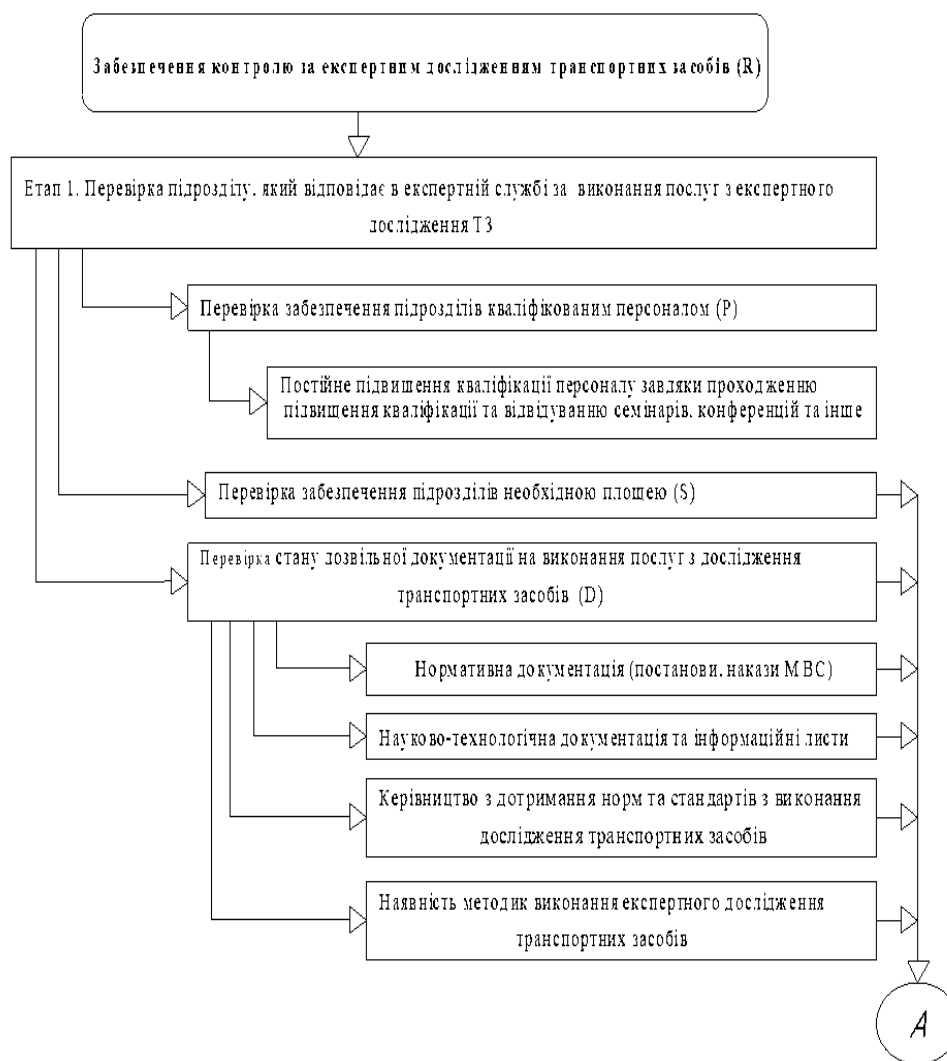 Забезпечення контролю за експертним дослідженням транспортних засобів (R)
Етап 1. Перевірка підрозділу, який відповідає в експертній службі за виконання послуг з експертного
дослідження ТЗ
Перевірка забезпечення підрозділів кваліфікованим персоналом (P)
Постійне підвищення кваліфікації персоналу завдяки проходженню
підвищення кваліфікації та відвідуванню семінарів, конференцій та інше
Перевірка забезпечення підрозділів необхідною площею (S)
Перевірка стану дозвільної документації на виконання послуг з дослідження
транспортних засобів (D)
Нормативна документація (постанови, накази МВС)
Науково-технологічна документація та інформаційні листи
Керівництво з дотримання норм та стандартів з виконання
дослідження транспортних засобів
Наявність методик виконання експертного дослідження
транспортних засобів
A